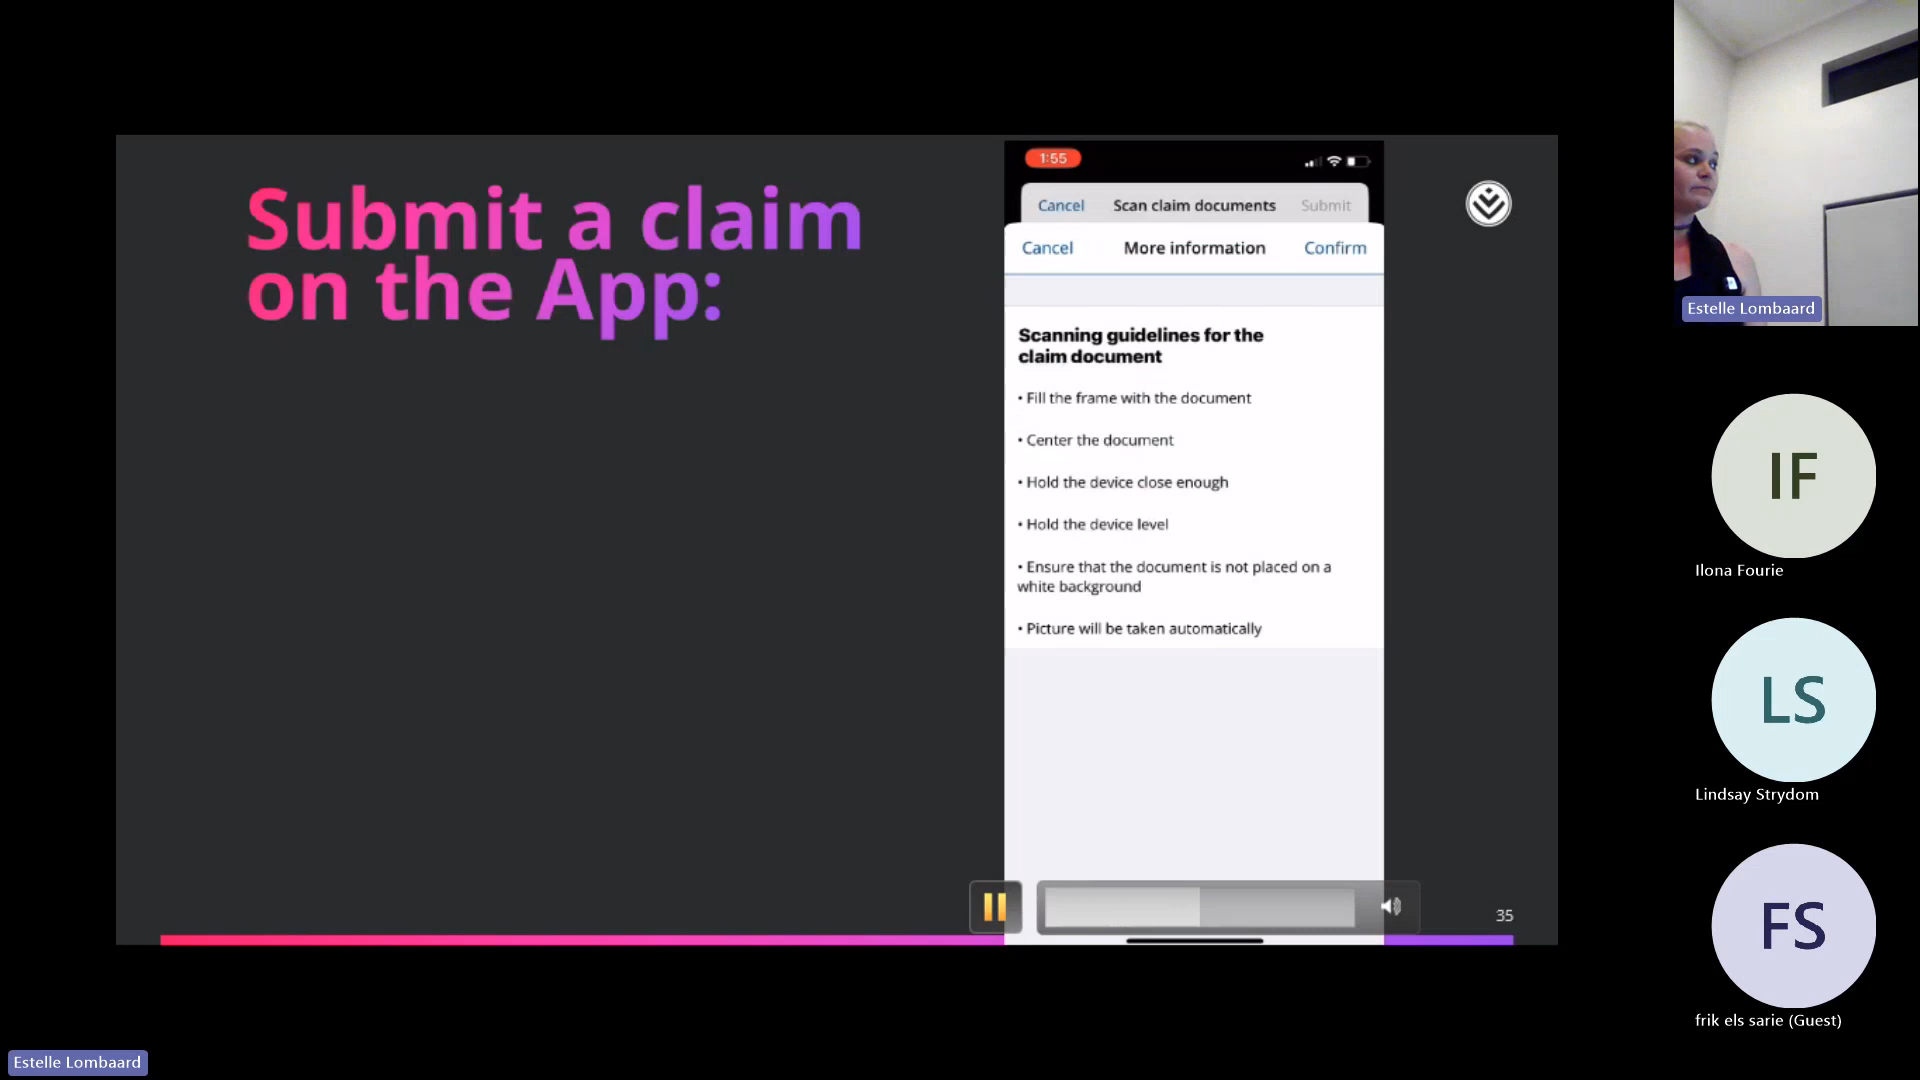 Submit a claim
on the App:
1:55
Cancel Scan claim documents Submit
Cancel More information Confirm
Scanning guidelines for the
claim document
• Fill the frame with the document
• Center the document
• Hold the device close enough
• Hold the device level
• Ensure that the document is not placed on a
white background
• Picture will be taken automatically
35
Estelle Lombaard
IF
Ilona Fourie
LS
Lindsay Strydom
FS
frik els sarie (Guest)
Estelle Lombaard